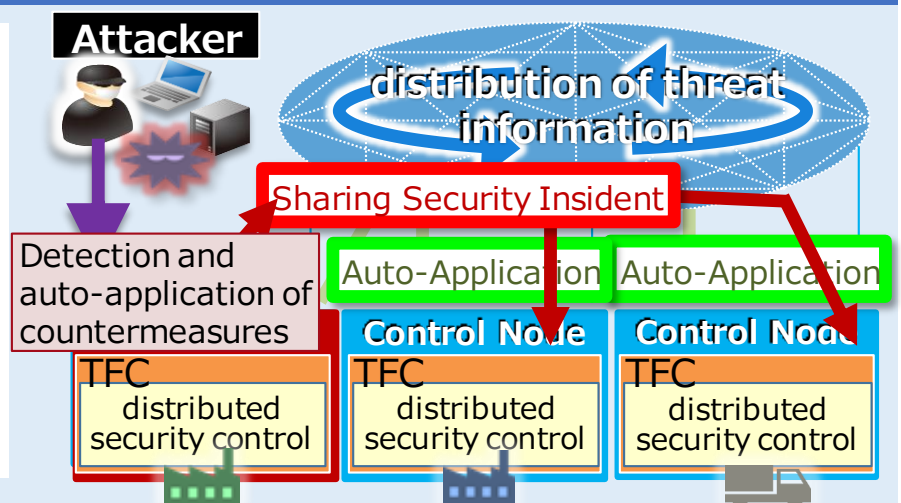 Attacker
distribution of threat
information
Sharing Security Insident
Detection and
auto-application of
countermeasures
Auto-Application
Auto-Application
Control Node
Control Node
TFC
distributed
security control
TFC
distributed
security control
TFC
distributed
security control